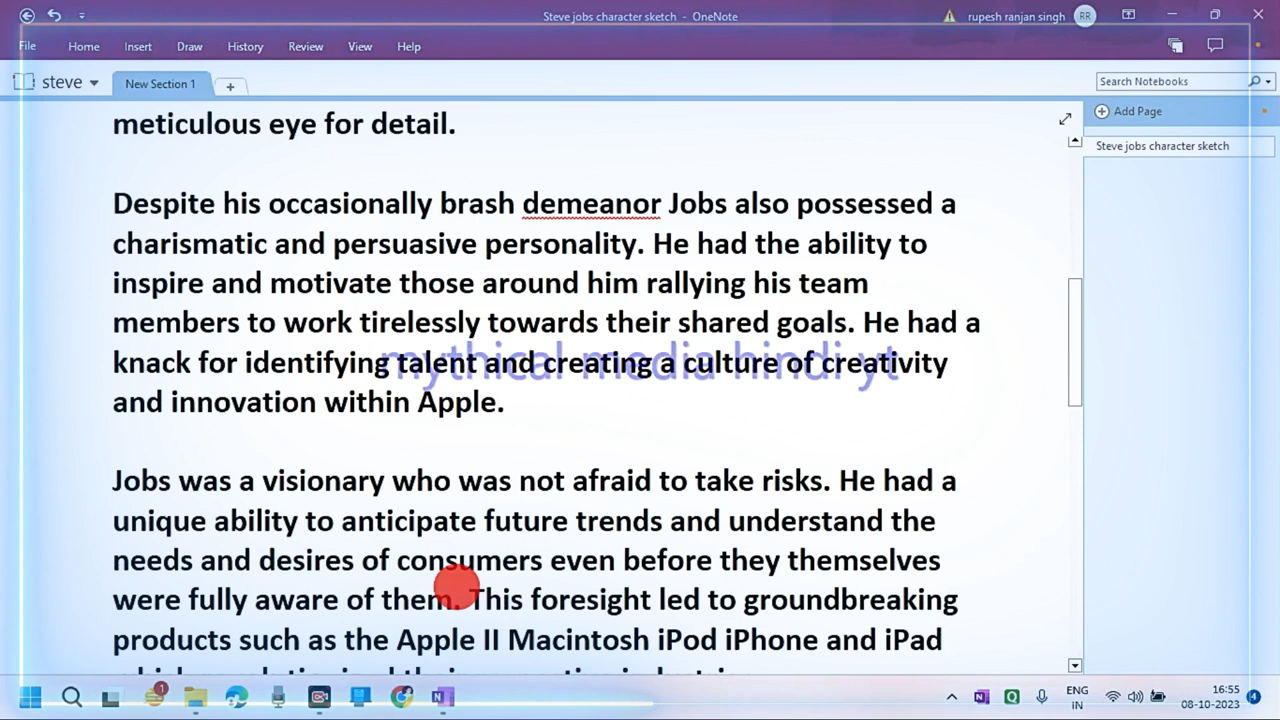 Steve jobs character sketch - OneNote
rupesh ranjan singh
RR
File Home Insert Draw History Review View Help
steve
New Section 1
+
Search Notebooks
Add Page
Steve jobs character sketch
meticulous eye for detail.
Despite his occasionally brash demeanor Jobs also possessed a
charismatic and persuasive personality. He had the ability to
inspire and motivate those around him rallying his team
members to work tirelessly towards their shared goals. He had a
knack for identifying talent and creating a culture of creativity
mythical media hindi yt
and innovation within Apple.
Jobs was a visionary who was not afraid to take risks. He had a
unique ability to anticipate future trends and understand the
needs and desires of consumers even before they themselves
were fully aware of them. This foresight led to groundbreaking
products such as the Apple II Macintosh iPod iPhone and iPad
1
ENG
IN
16:55
08-10-2023
4